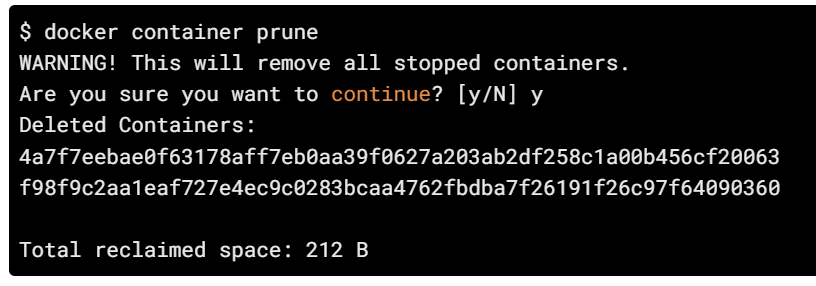 $ docker container prune
WARNING! This will remove all stopped containers.
Are you sure you want to continue? [y/N] y
Deleted Containers:
4a7f7eebae0f63178aff7eb0aa39f0627a203ab2df258c1a00b456cf20063
f98f9c2aa1eaf727e4ec9c0283bcaa4762fbdba7f26191f26c97f64090360
Total reclaimed space: 212 B